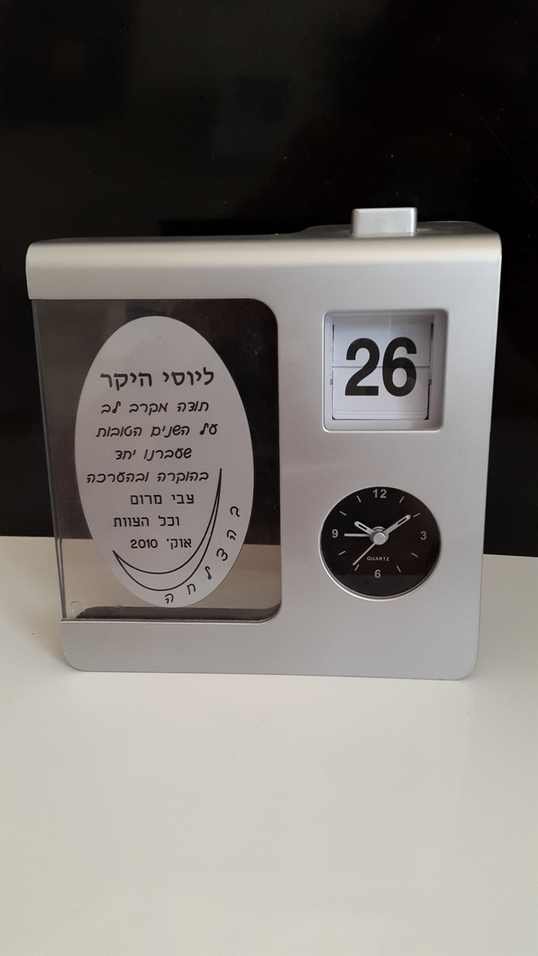 ליוסי היקר
תודה מקרב לב
על השנים הטובות
שעברנו יחד
בהוקרה ובהערכה
צבי מרום
וכל הצוות
אוק' 2010
בהצלחה
26
12
9 3
QUARTZ
6